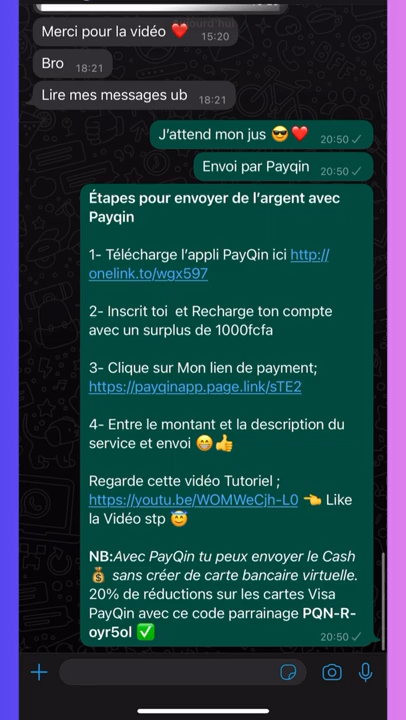 Merci pour la vidéo ❤️ 15:20
Bro 18:21
Lire mes messages ub 18:21
J’attend mon jus 😎❤️ 20:50 ✓
Envoi par Payqin 20:50 ✓
Étapes pour envoyer de l’argent avec
Payqin
1- Télécharge l’appli PayQin ici http://
onelink.to/wgx597
2- Inscrit toi et Recharge ton compte
avec un surplus de 1000fcfa
3- Clique sur Mon lien de payment;
https://payqinapp.page.link/sTE2
4- Entre le montant et la description du
service et envoi 😁👍
Regarde cette vidéo Tutoriel ;
https://youtu.be/WOMWeCjh-L0 👈 Like
la Vidéo stp 😇
NB:Avec PayQin tu peux envoyer le Cash
💰 sans créer de carte bancaire virtuelle.
20% de réductions sur les cartes Visa
PayQin avec ce code parrainage PQN-R-
oyr5ol ✅ 20:50 ✓